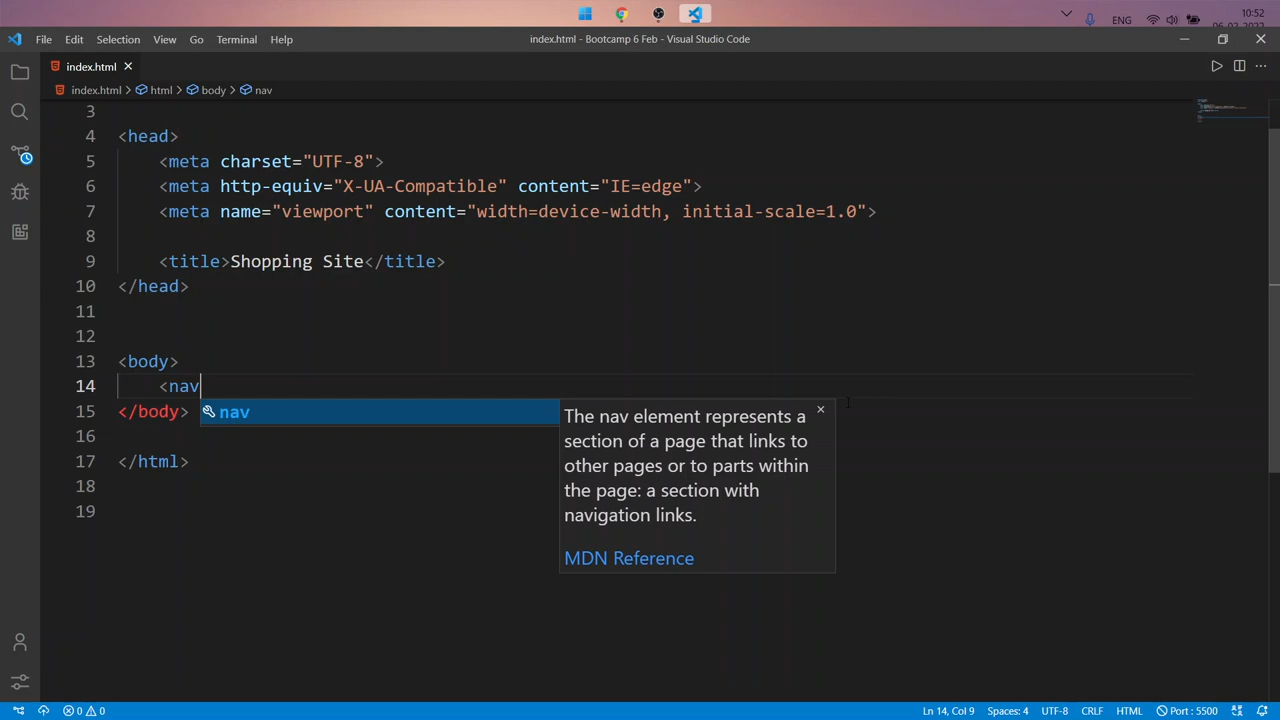 10:52
ENG
06-02-2022
File Edit Selection View Go Terminal Help
index.html - Bootcamp 6 Feb - Visual Studio Code
index.html
index.html > html > body > nav
3
4 <head>
5 <meta charset="UTF-8">
6 <meta http-equiv="X-UA-Compatible" content="IE=edge">
7 <meta name="viewport" content="width=device-width, initial-scale=1.0">
8
9 <title>Shopping Site</title>
10 </head>
11
12
13 <body>
14 <nav
15 </body>
nav
16
17 </html>
18
19
The nav element represents a
section of a page that links to
other pages or to parts within
the page: a section with
navigation links.
MDN Reference
0 0 Ln 14, Col 9 Spaces: 4 UTF-8 CRLF HTML Port : 5500